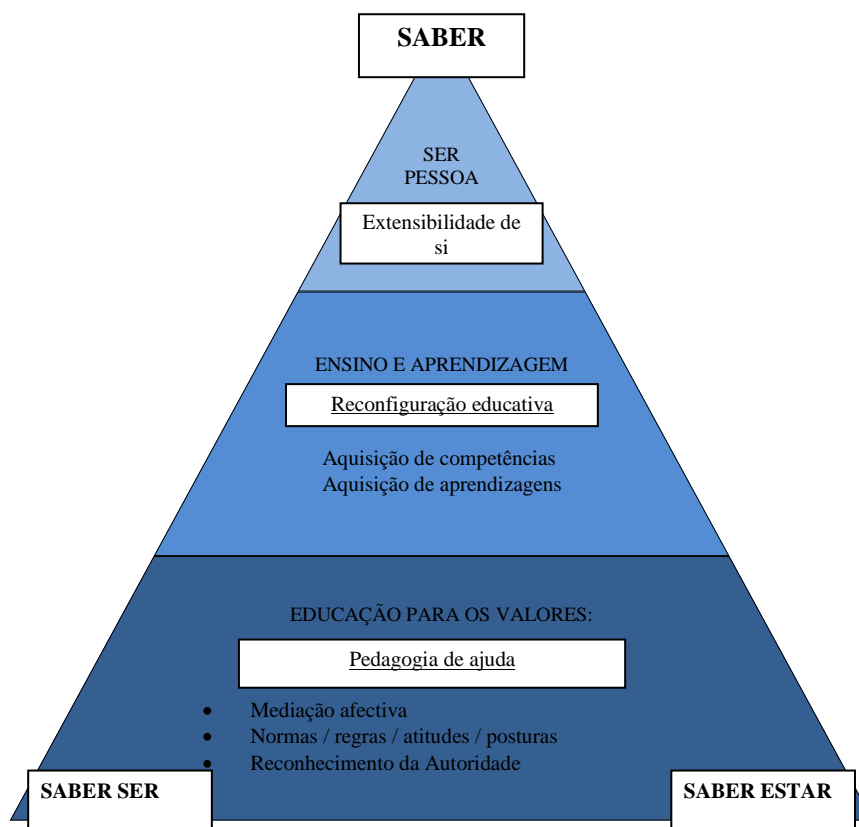 SABER
SER
PESSOA
Extensibilidade de
si
ENSINO E APRENDIZAGEM
Reconfiguração educativa
Aquisição de competências
Aquisição de aprendizagens
EDUCAÇÃO PARA OS VALORES:
Pedagogia de ajuda
• Mediação afectiva
• Normas / regras / atitudes / posturas
• Reconhecimento da Autoridade
SABER SER
SABER ESTAR